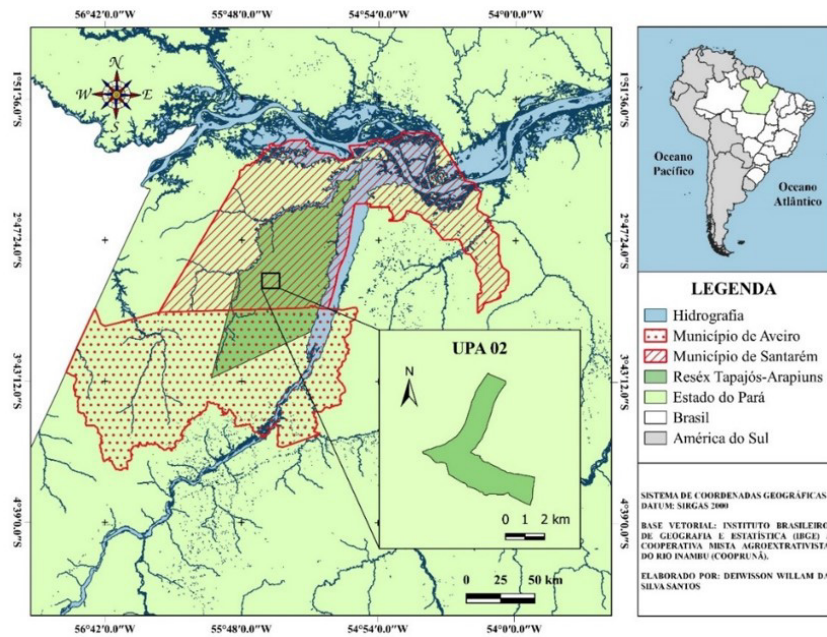 56°42'0.0"W 55°48'0.0"W 54°54'0.0"W 54°0'0.0"W
1°51'36.0"S
2°47'24.0"S
3°43'12.0"S
4°39'0.0"S
N
W E
S
1°51'36.0"S
2°47'24.0"S
3°43'12.0"S
4°39'0.0"S
UPA 02
N
0 1 2 km
0 25 50 km
56°42'0.0"W 55°48'0.0"W 54°54'0.0"W 54°0'0.0"W
Oceano
Pacífico
Oceano
Atlântico
LEGENDA
Hidrografia
Município de Aveiro
Município de Santarém
Reséx Tapajós-Arapiuns
Estado do Pará
Brasil
América do Sul
SISTEMA DE COORDENADAS GEOGRÁFICAS
DATUM: SIRGAS 2000
BASE VETORIAL: INSTITUTO BRASILEIRO
DE GEOGRAFIA E ESTATÍSTICA (IBGE)
COOPERATIVA MISTA AGROEXTRATIVISTA
DO RIO INAMBU (COOPRUNÃ).
ELABORADO POR: DEIWISSON WILLAM DA
SILVA SANTOS